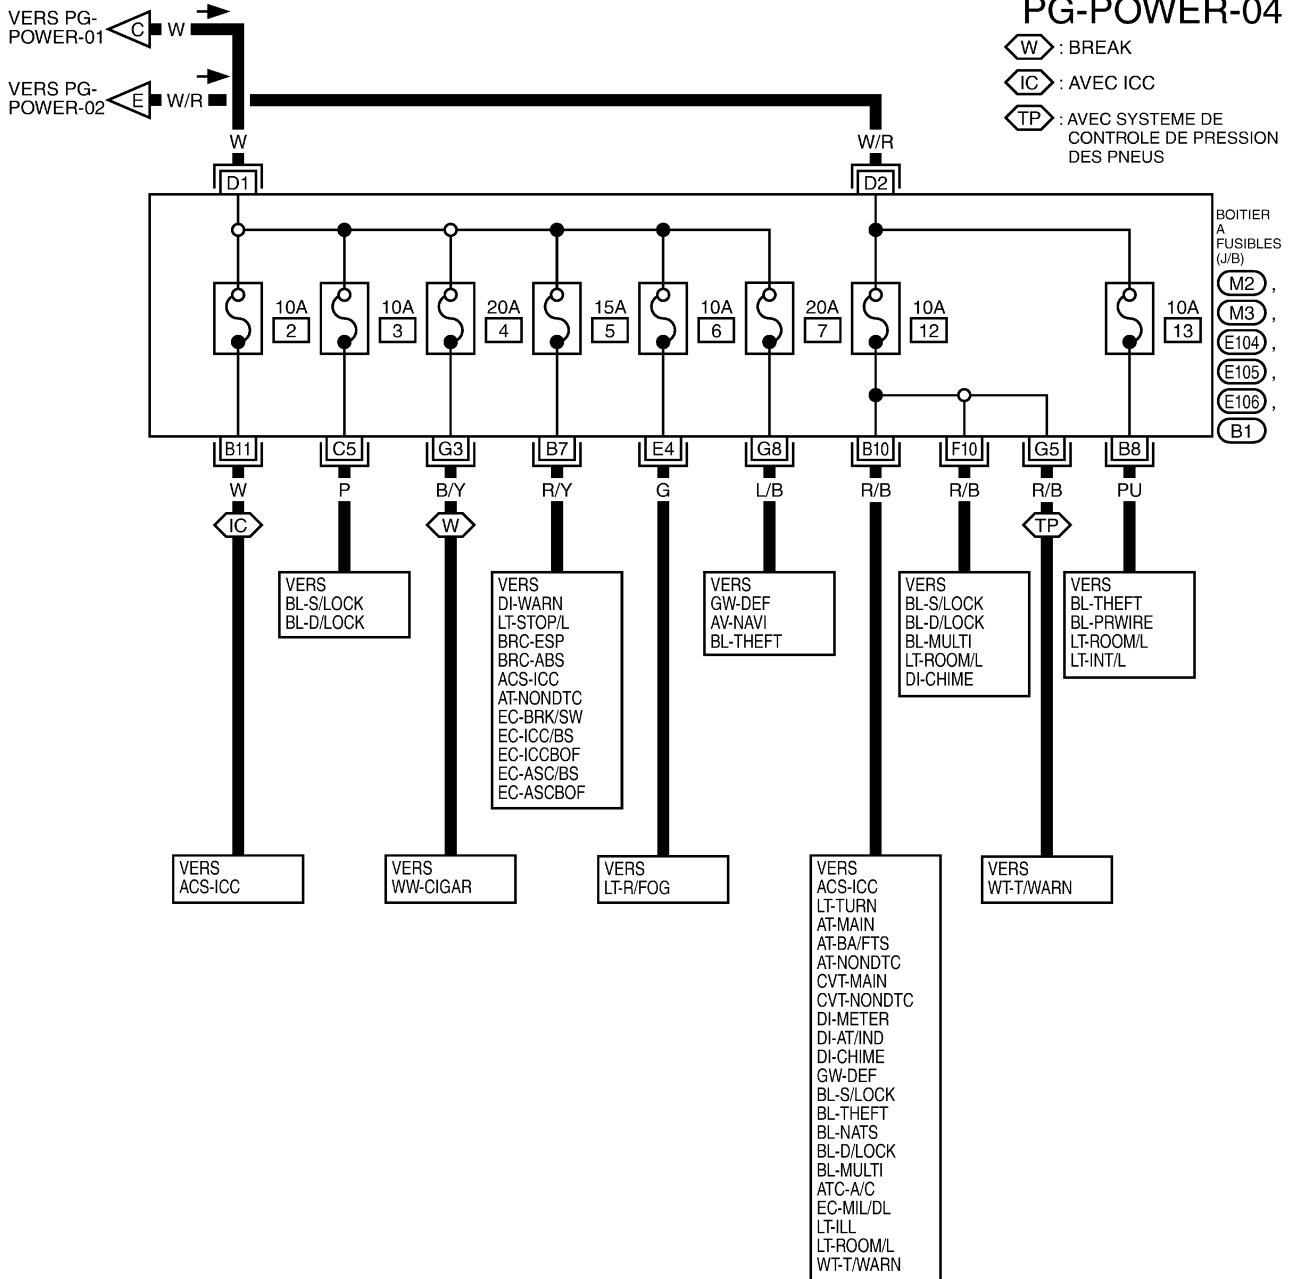 PG-POWER-04
VERS PG-
POWER-01
C
W
VERS PG-
POWER-02
E
W/R
W : BREAK
IC : AVEC ICC
TP : AVEC SYSTEME DE
CONTROLE DE PRESSION
DES PNEUS
W
W/R
D1
D2
BOITIER
A
FUSIBLES
(J/B)
M2 ,
M3 ,
E104 ,
E105 ,
E106 ,
B1
10A
2
10A
3
20A
4
15A
5
10A
6
20A
7
10A
12
10A
13
B11 C5 G3 B7 E4 G8 B10 F10 G5 B8
W P B/Y R/Y G L/B R/B R/B R/B PU
IC W TP
VERS
BL-S/LOCK
BL-D/LOCK
VERS
DI-WARN
LT-STOP/L
BRC-ESP
BRC-ABS
ACS-ICC
AT-NONDTC
EC-BRK/SW
EC-ICC/BS
EC-ICCBOF
EC-ASC/BS
EC-ASCBOF
VERS
GW-DEF
AV-NAVI
BL-THEFT
VERS
BL-S/LOCK
BL-D/LOCK
BL-MULTI
LT-ROOM/L
DI-CHIME
VERS
BL-THEFT
BL-PRWIRE
LT-ROOM/L
LT-INT/L
VERS
ACS-ICC
VERS
WW-CIGAR
VERS
LT-R/FOG
VERS
ACS-ICC
LT-TURN
AT-MAIN
AT-BA/FTS
AT-NONDTC
CVT-MAIN
CVT-NONDTC
DI-METER
DI-AT/IND
DI-CHIME
GW-DEF
BL-S/LOCK
BL-THEFT
BL-NATS
BL-D/LOCK
BL-MULTI
ATC-A/C
EC-MIL/DL
LT-ILL
LT-ROOM/L
WT-T/WARN
VERS
WT-T/WARN